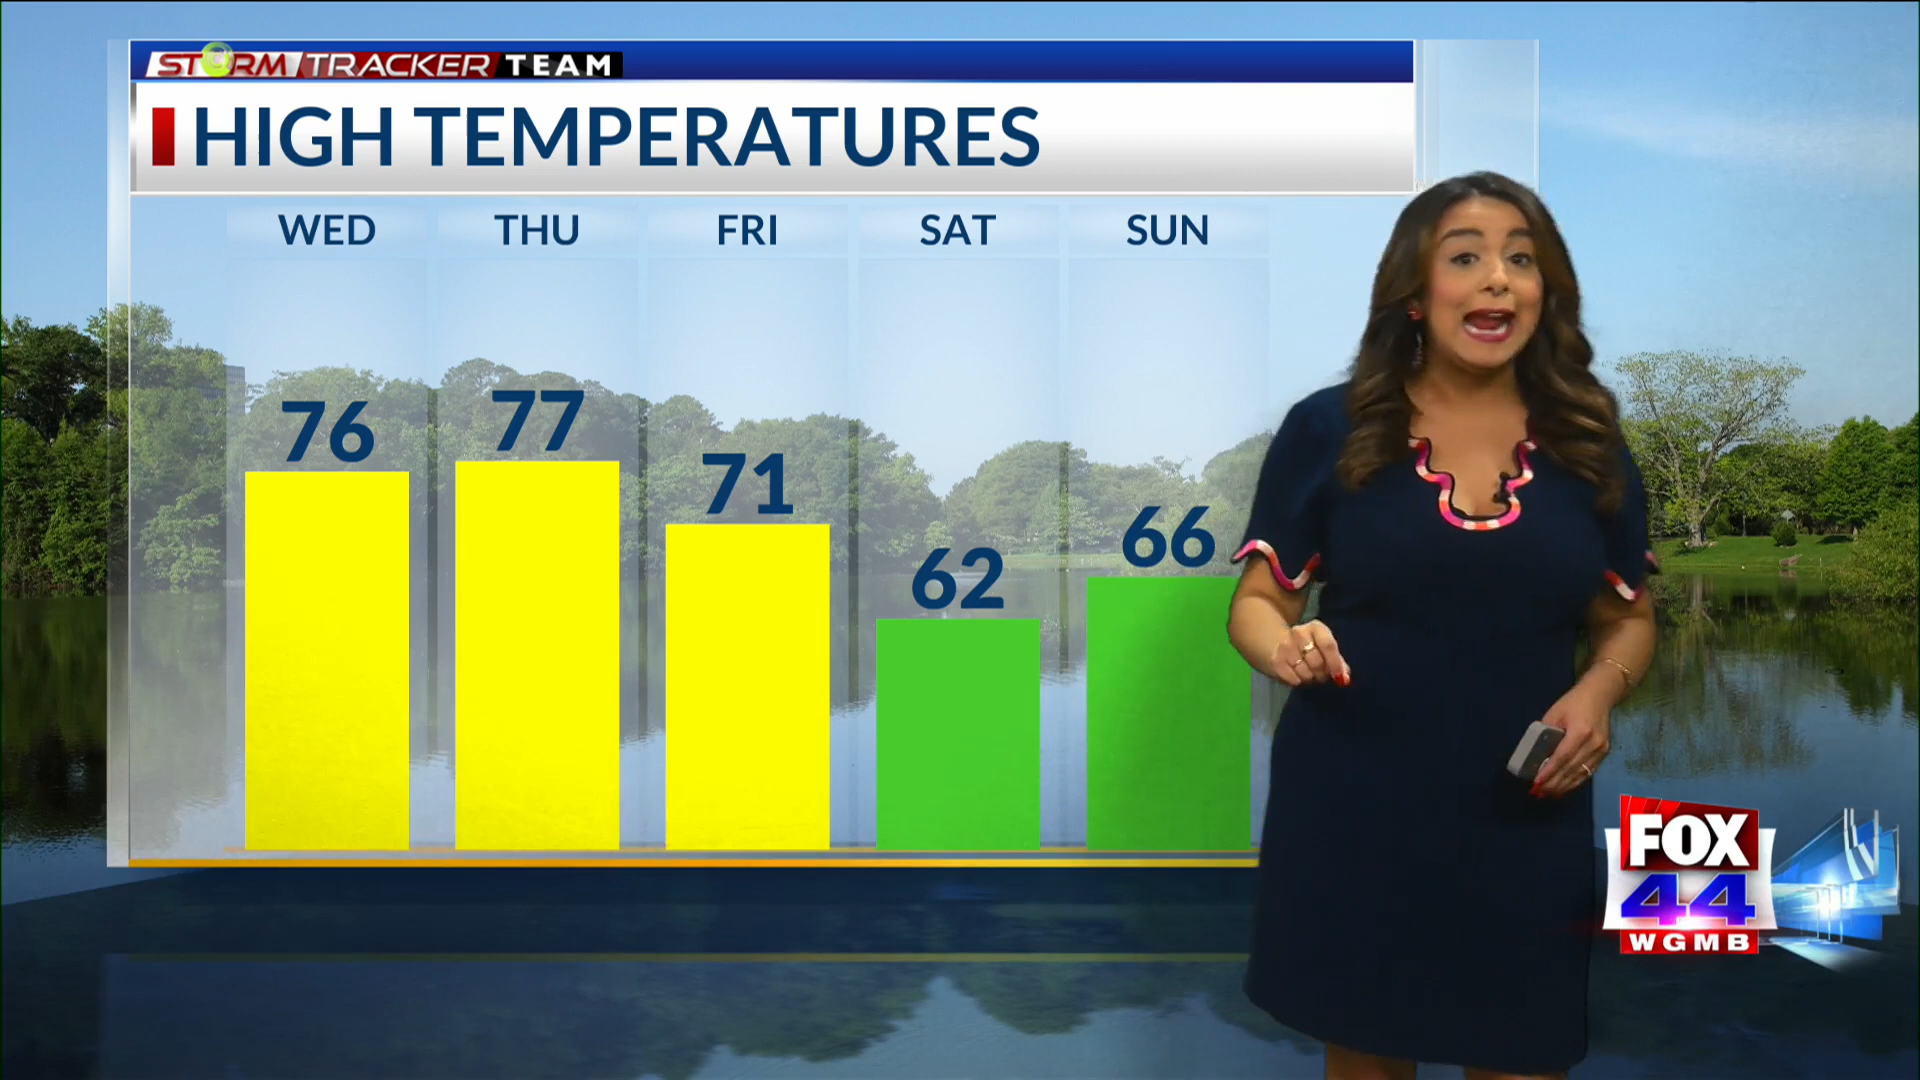 STORM TRACKER TEAM
HIGH TEMPERATURES
WED THU FRI SAT SUN
76 77 71 62 66
FOX
44
WGMB